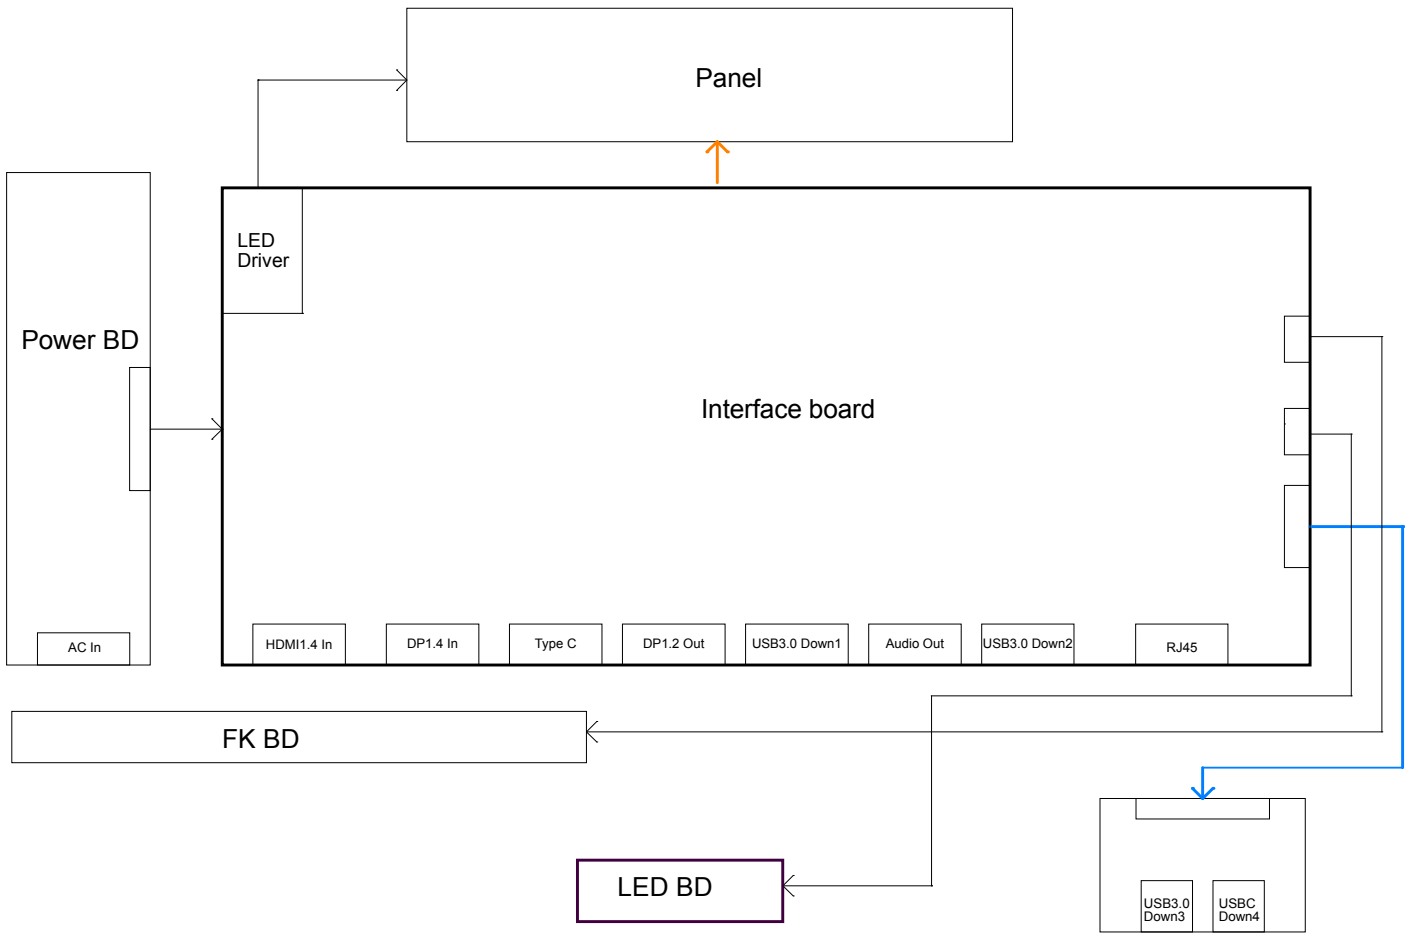 Panel
LED
Driver
Power BD
Interface board
AC In
HDMI1.4 In
DP1.4 In
Type C
DP1.2 Out
USB3.0 Down1
Audio Out
USB3.0 Down2
RJ45
FK BD
LED BD
USB3.0
Down3
USBC
Down4